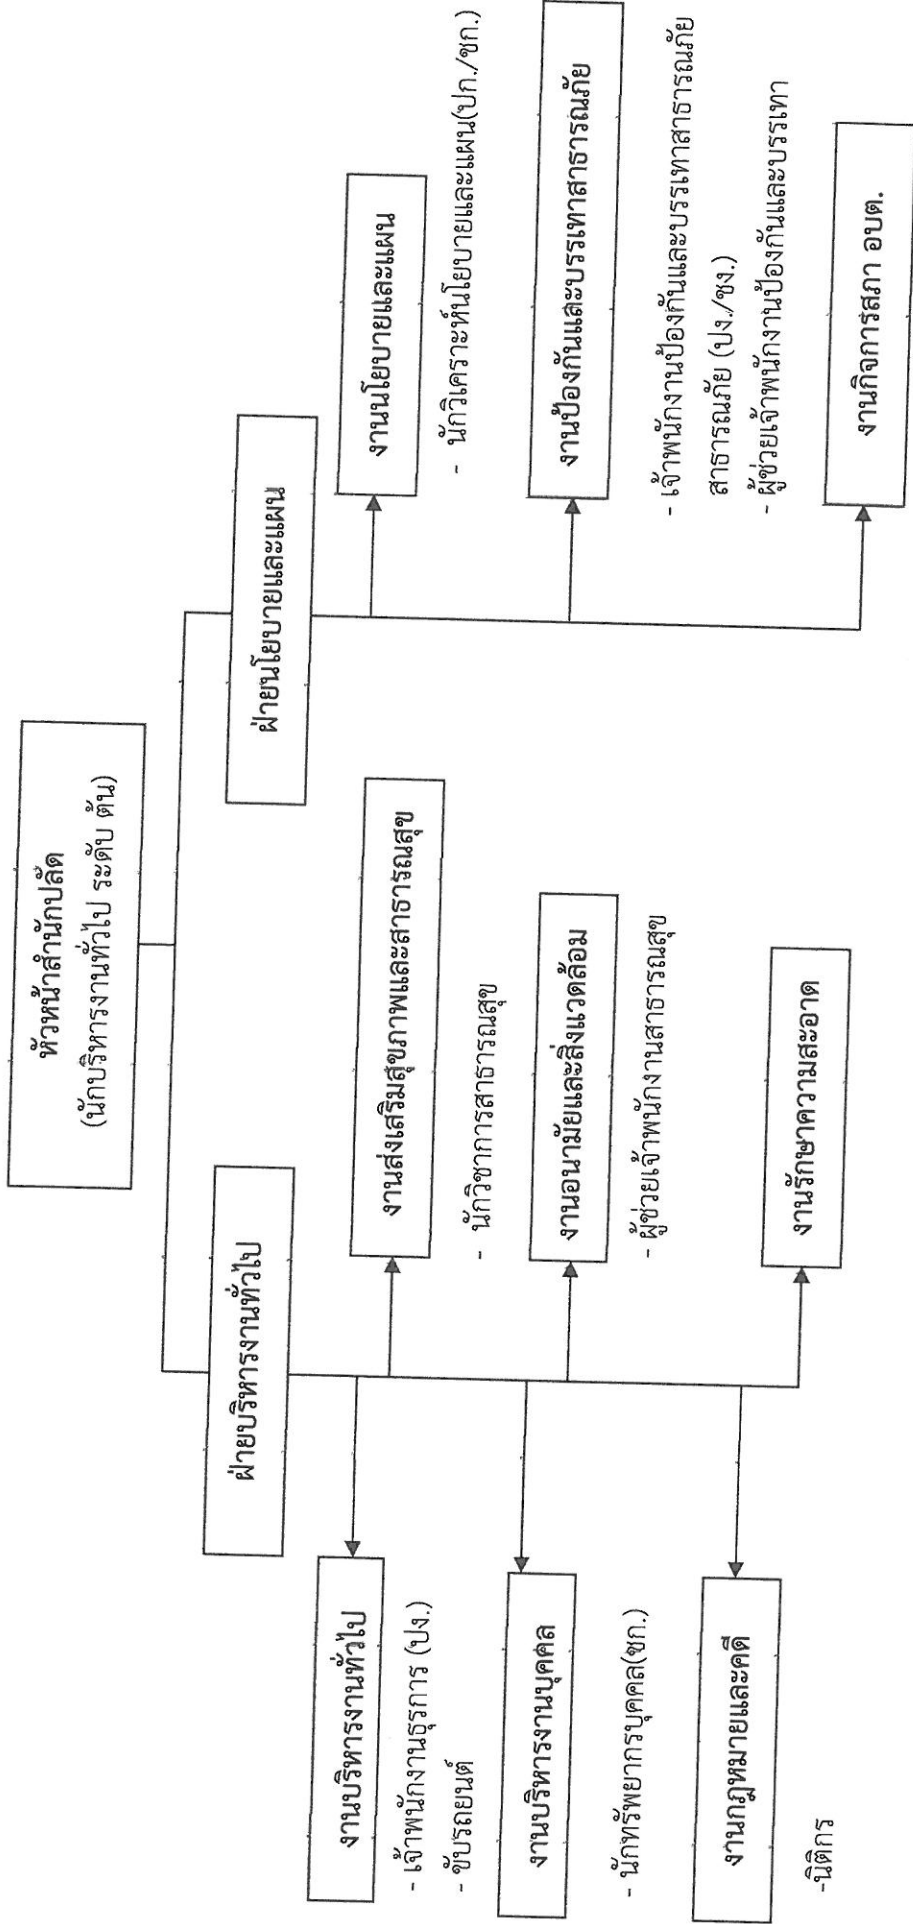 หัวหน้าสำนักปลัด
(นักบริหารงานทั่วไป ระดับ ต้น)
ฝ่ายบริหารงานทั่วไป
งานบริหารงานทั่วไป
- เจ้าพนักงานธุรการ (ปง.)
- ขับรถยนต์
งานบริหารงานบุคคล
- นักทรัพยากรบุคคล(ชก.)
งานกฎหมายและคดี
-นิติกร
งานส่งเสริมสุขภาพและสาธารณสุข
- นักวิชาการสาธารณสุข
งานอนามัยและสิ่งแวดล้อม
- ผู้ช่วยเจ้าพนักงานสาธารณสุข
งานรักษาความสะอาด
ฝ่ายนโยบายและแผน
งานนโยบายและแผน
- นักวิเคราะห์นโยบายและแผน(ปก./ชก.)
งานป้องกันและบรรเทาสาธารณภัย
- เจ้าพนักงานป้องกันและบรรเทาสาธารณภัย
สาธารณภัย (ปง./ชง.)
- ผู้ช่วยเจ้าพนักงานป้องกันและบรรเทา
งานกิจการสภา อบต.